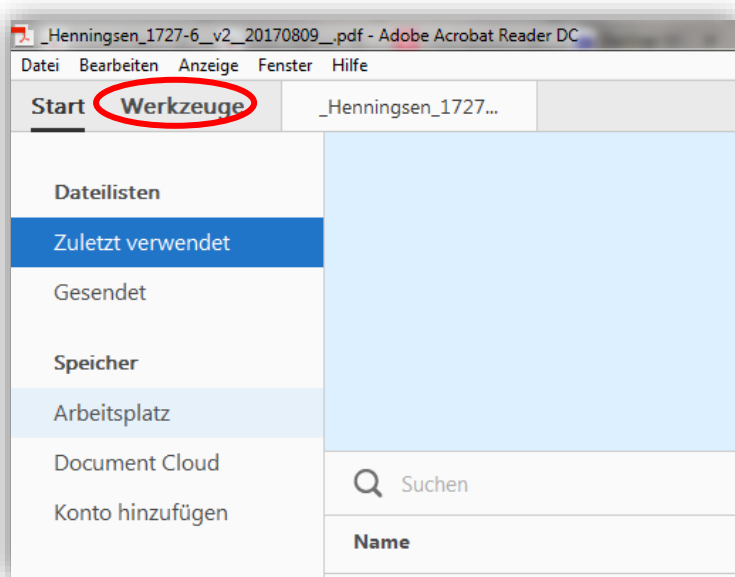 _Henningsen_1727-6__v2__20170809__.pdf - Adobe Acrobat Reader DC
Datei Bearbeiten Anzeige Fenster Hilfe
Start Werkzeuge _Henningsen_1727...
Dateilisten
Zuletzt verwendet
Gesendet
Speicher
Arbeitsplatz
Document Cloud
Konto hinzufügen
Suchen
Name